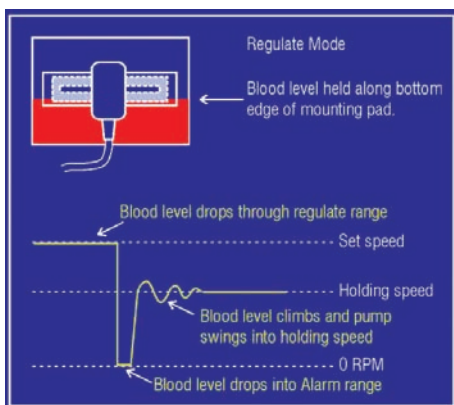 Regulate Mode
Blood level held along bottom
edge of mounting pad.
Blood level drops through regulate range
Set speed
Holding speed
Blood level climbs and pump
swings into holding speed
0 RPM
Blood level drops into Alarm range